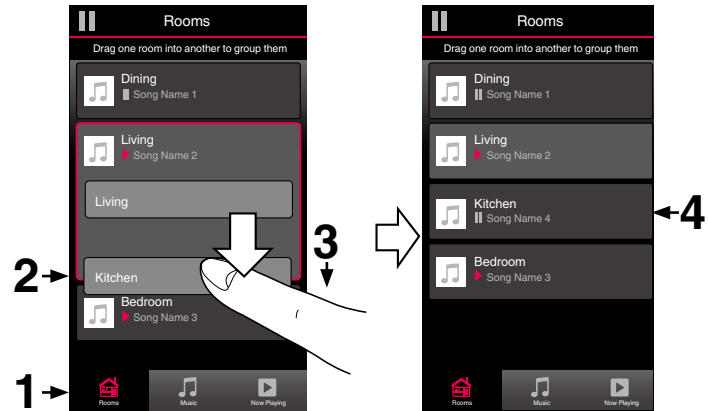 Rooms
Drag one room into another to group them
Dining
Song Name 1
Living
Song Name 2
Living
Kitchen
Bedroom
Song Name 3
Rooms
Music
Now Playing
1
2
3
Rooms
Drag one room into another to group them
Dining
Song Name 1
Living
Song Name 2
Kitchen
Song Name 4
Bedroom
Song Name 3
Rooms
Music
Now Playing
4